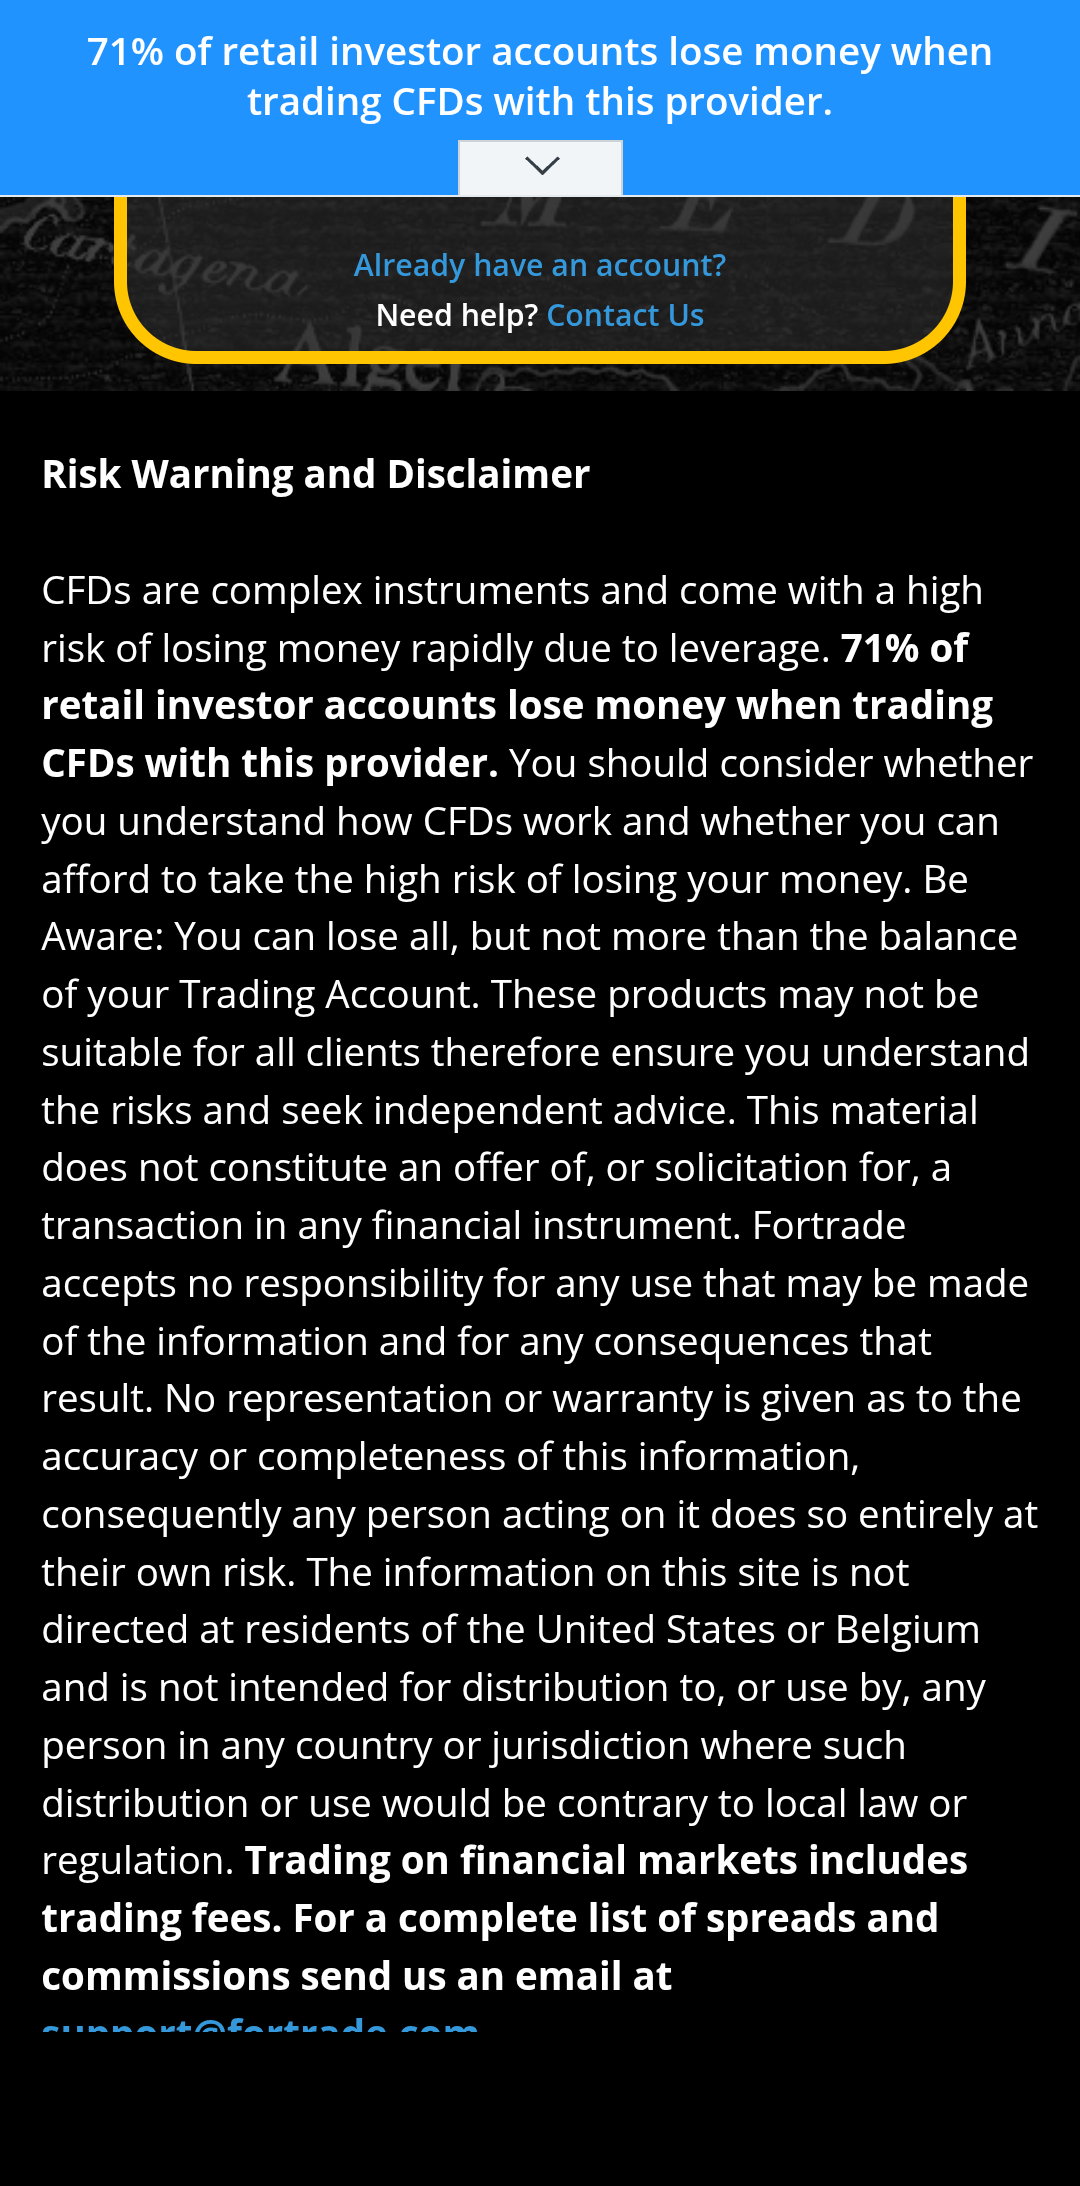 71% of retail investor accounts lose money when
trading CFDs with this provider.
M E D I
Cartagena
Already have an account?
Need help? Contact Us
Alger
Risk Warning and Disclaimer
CFDs are complex instruments and come with a high
risk of losing money rapidly due to leverage. 71% of
retail investor accounts lose money when trading
CFDs with this provider. You should consider whether
you understand how CFDs work and whether you can
afford to take the high risk of losing your money. Be
Aware: You can lose all, but not more than the balance
of your Trading Account. These products may not be
suitable for all clients therefore ensure you understand
the risks and seek independent advice. This material
does not constitute an offer of, or solicitation for, a
transaction in any financial instrument. Fortrade
accepts no responsibility for any use that may be made
of the information and for any consequences that
result. No representation or warranty is given as to the
accuracy or completeness of this information,
consequently any person acting on it does so entirely at
their own risk. The information on this site is not
directed at residents of the United States or Belgium
and is not intended for distribution to, or use by, any
person in any country or jurisdiction where such
distribution or use would be contrary to local law or
regulation. Trading on financial markets includes
trading fees. For a complete list of spreads and
commissions send us an email at
support@fortrade.com